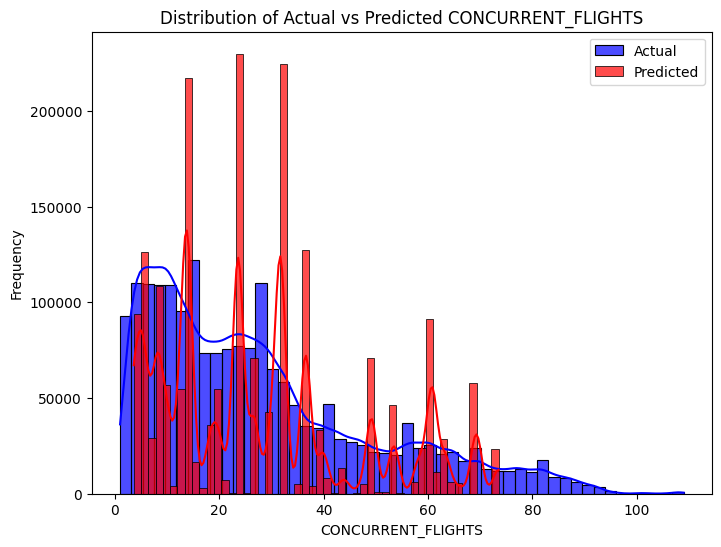 Distribution of Actual vs Predicted CONCURRENT_FLIGHTS
Actual
Predicted
Frequency
200000
150000
100000
50000
0
0 20 40 60 80 100
CONCURRENT_FLIGHTS